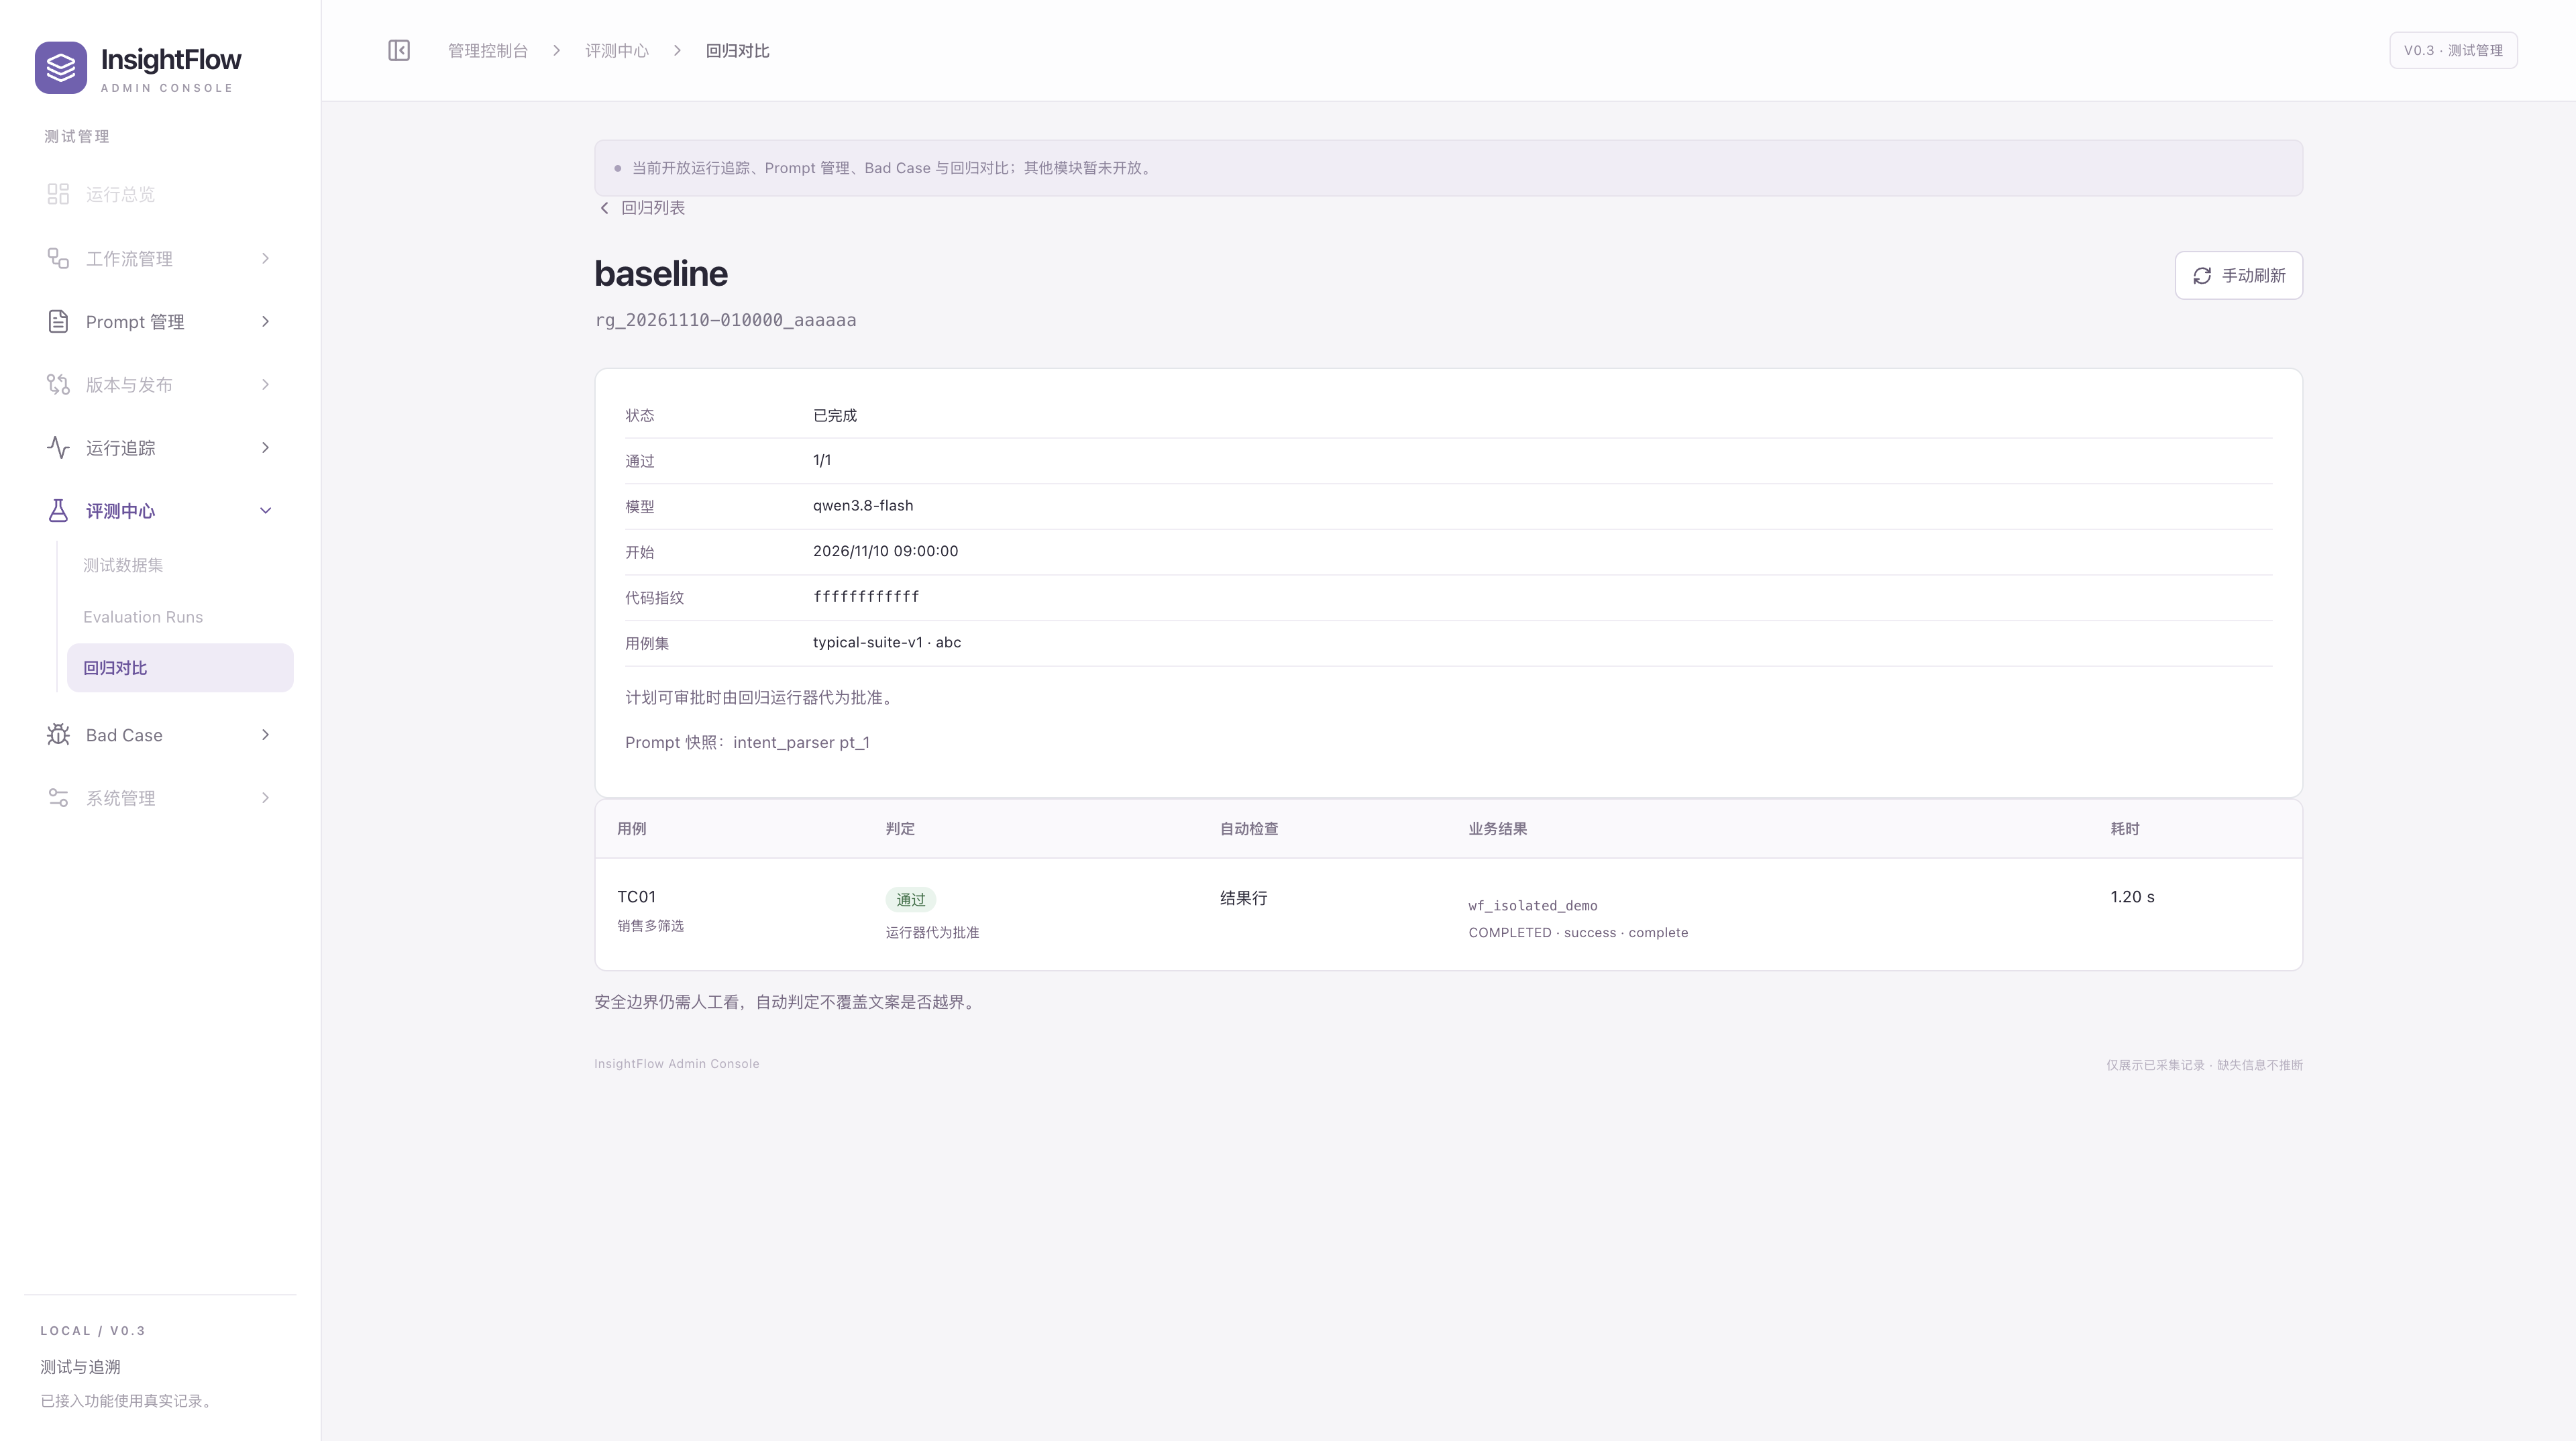 InsightFlow
ADMIN CONSOLE
测试管理
运行总览
工作流管理
Prompt 管理
版本与发布
运行追踪
评测中心
测试数据集
Evaluation Runs
回归对比
Bad Case
系统管理
LOCAL / V0.3
测试与追溯
已接入功能使用真实记录。
管理控制台 > 评测中心 > 回归对比
V0.3 · 测试管理
当前开放运行追踪、Prompt 管理、Bad Case 与回归对比；其他模块暂未开放。
回归列表
baseline
手动刷新
rg_20261110-010000_aaaaaa
状态 已完成
通过 1/1
模型 qwen3.8-flash
开始 2026/11/10 09:00:00
代码指纹 ffffffffffff
用例集 typical-suite-v1 · abc
计划可审批时由回归运行器代为批准。
Prompt 快照：intent_parser pt_1
用例 判定 自动检查 业务结果 耗时
TC01 通过 结果行 wf_isolated_demo 1.20 s
销售多筛选 运行器代为批准 COMPLETED · success · complete
安全边界仍需人工看，自动判定不覆盖文案是否越界。
InsightFlow Admin Console
仅展示已采集记录 · 缺失信息不推断